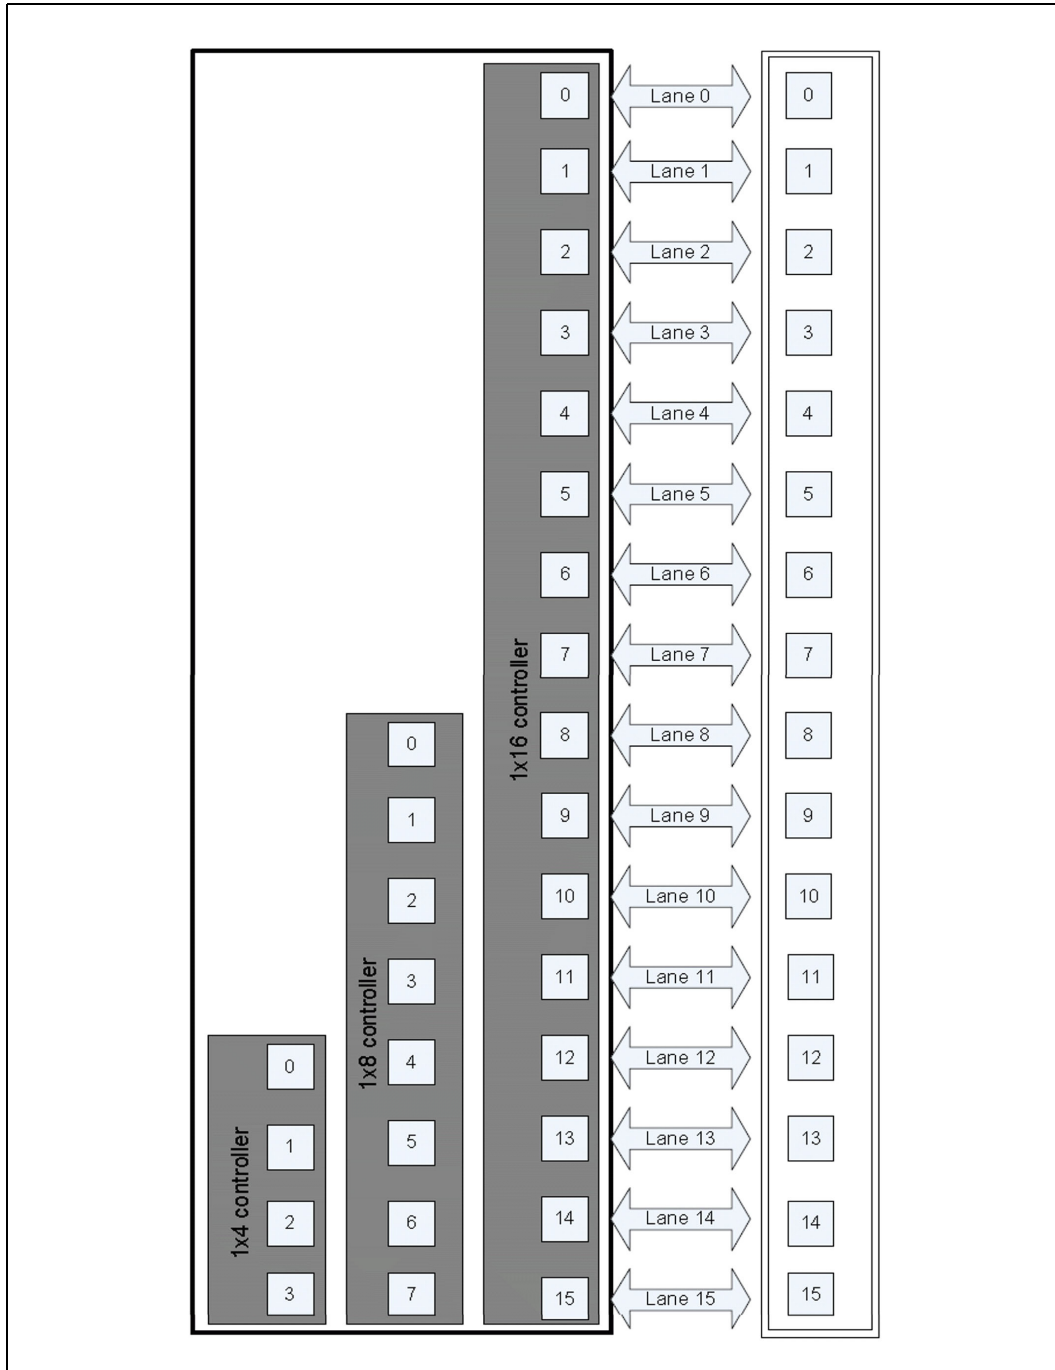 0 Lane 0 0
1 Lane 1 1
2 Lane 2 2
3 Lane 3 3
4 Lane 4 4
5 Lane 5 5
6 Lane 6 6
7 Lane 7 7
1x16 controller
0 8 Lane 8 8
1 9 Lane 9 9
2 10 Lane 10 10
3 11 Lane 11 11
1x8 controller
0 4 12 Lane 12 12
1 5 13 Lane 13 13
1x4 controller
2 6 14 Lane 14 14
3 7 15 Lane 15 15